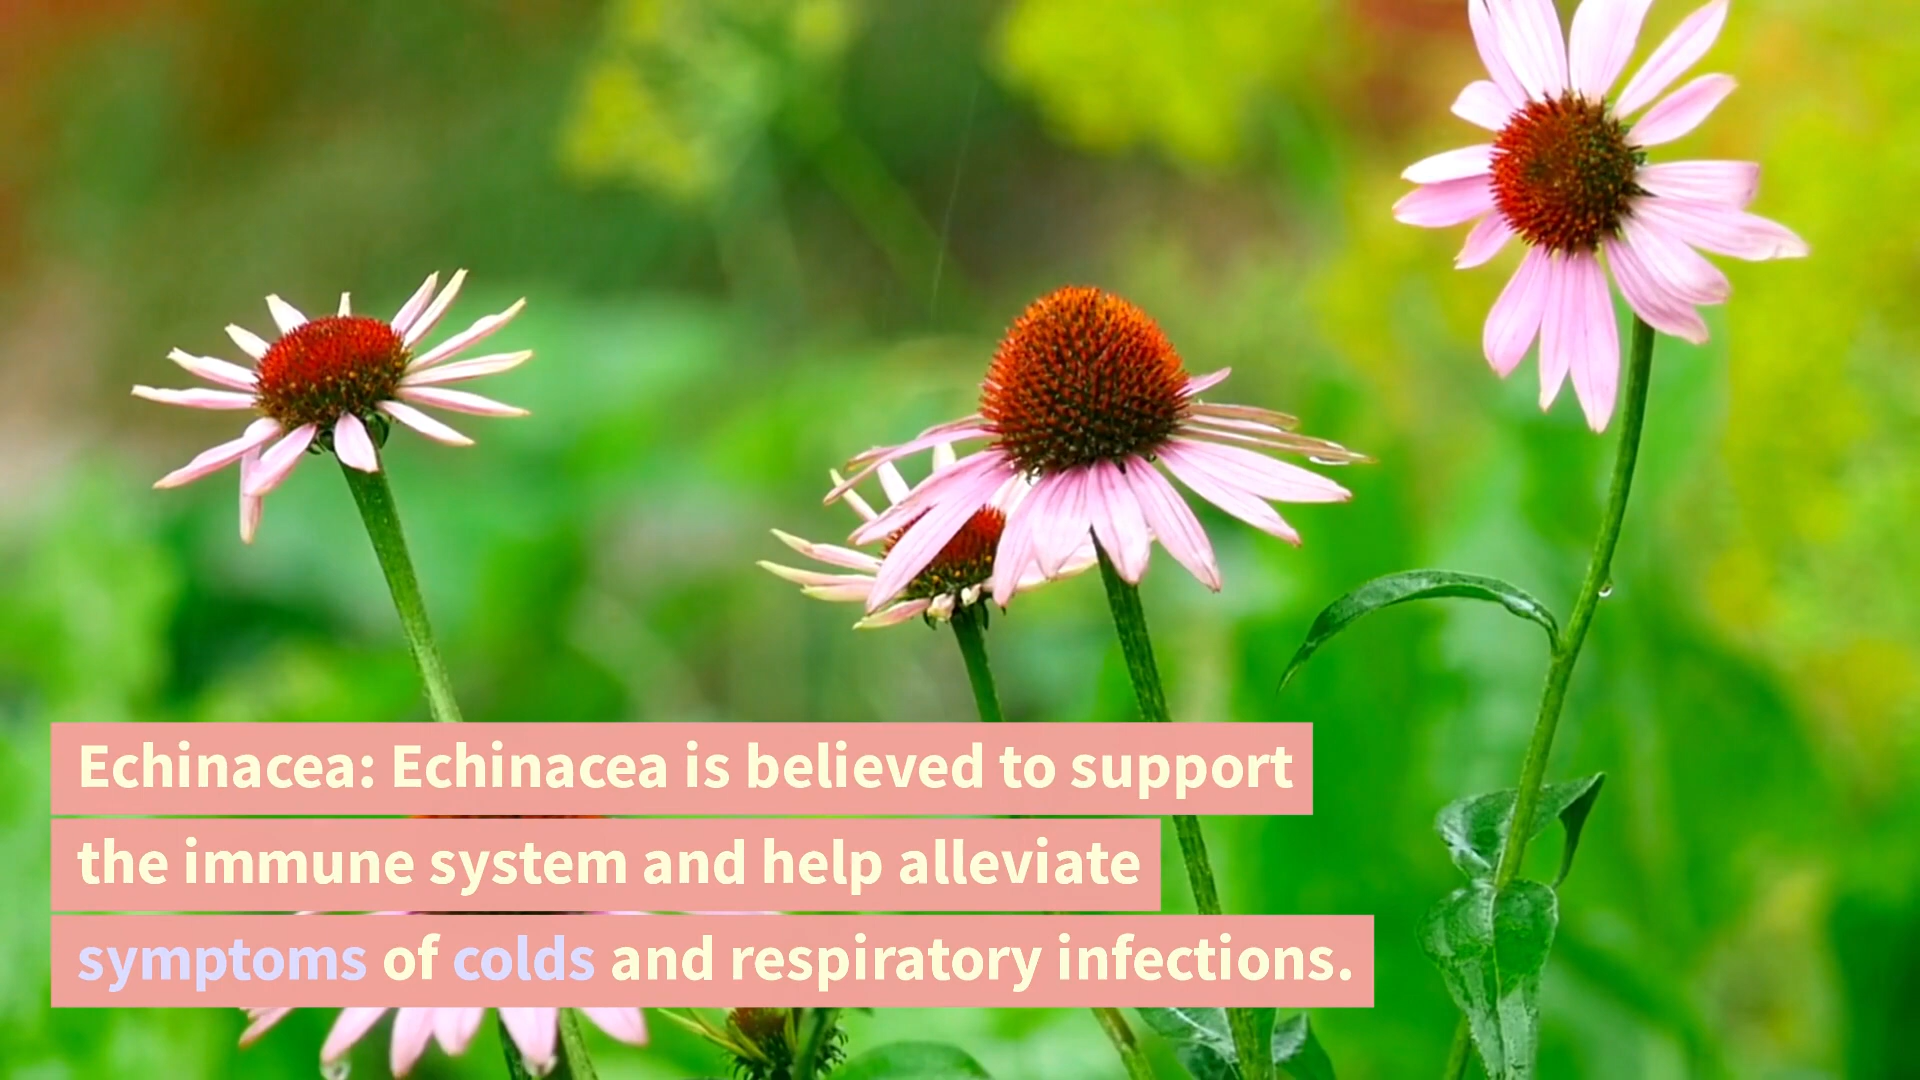 Echinacea: Echinacea is believed to support
the immune system and help alleviate
symptoms of colds and respiratory infections.